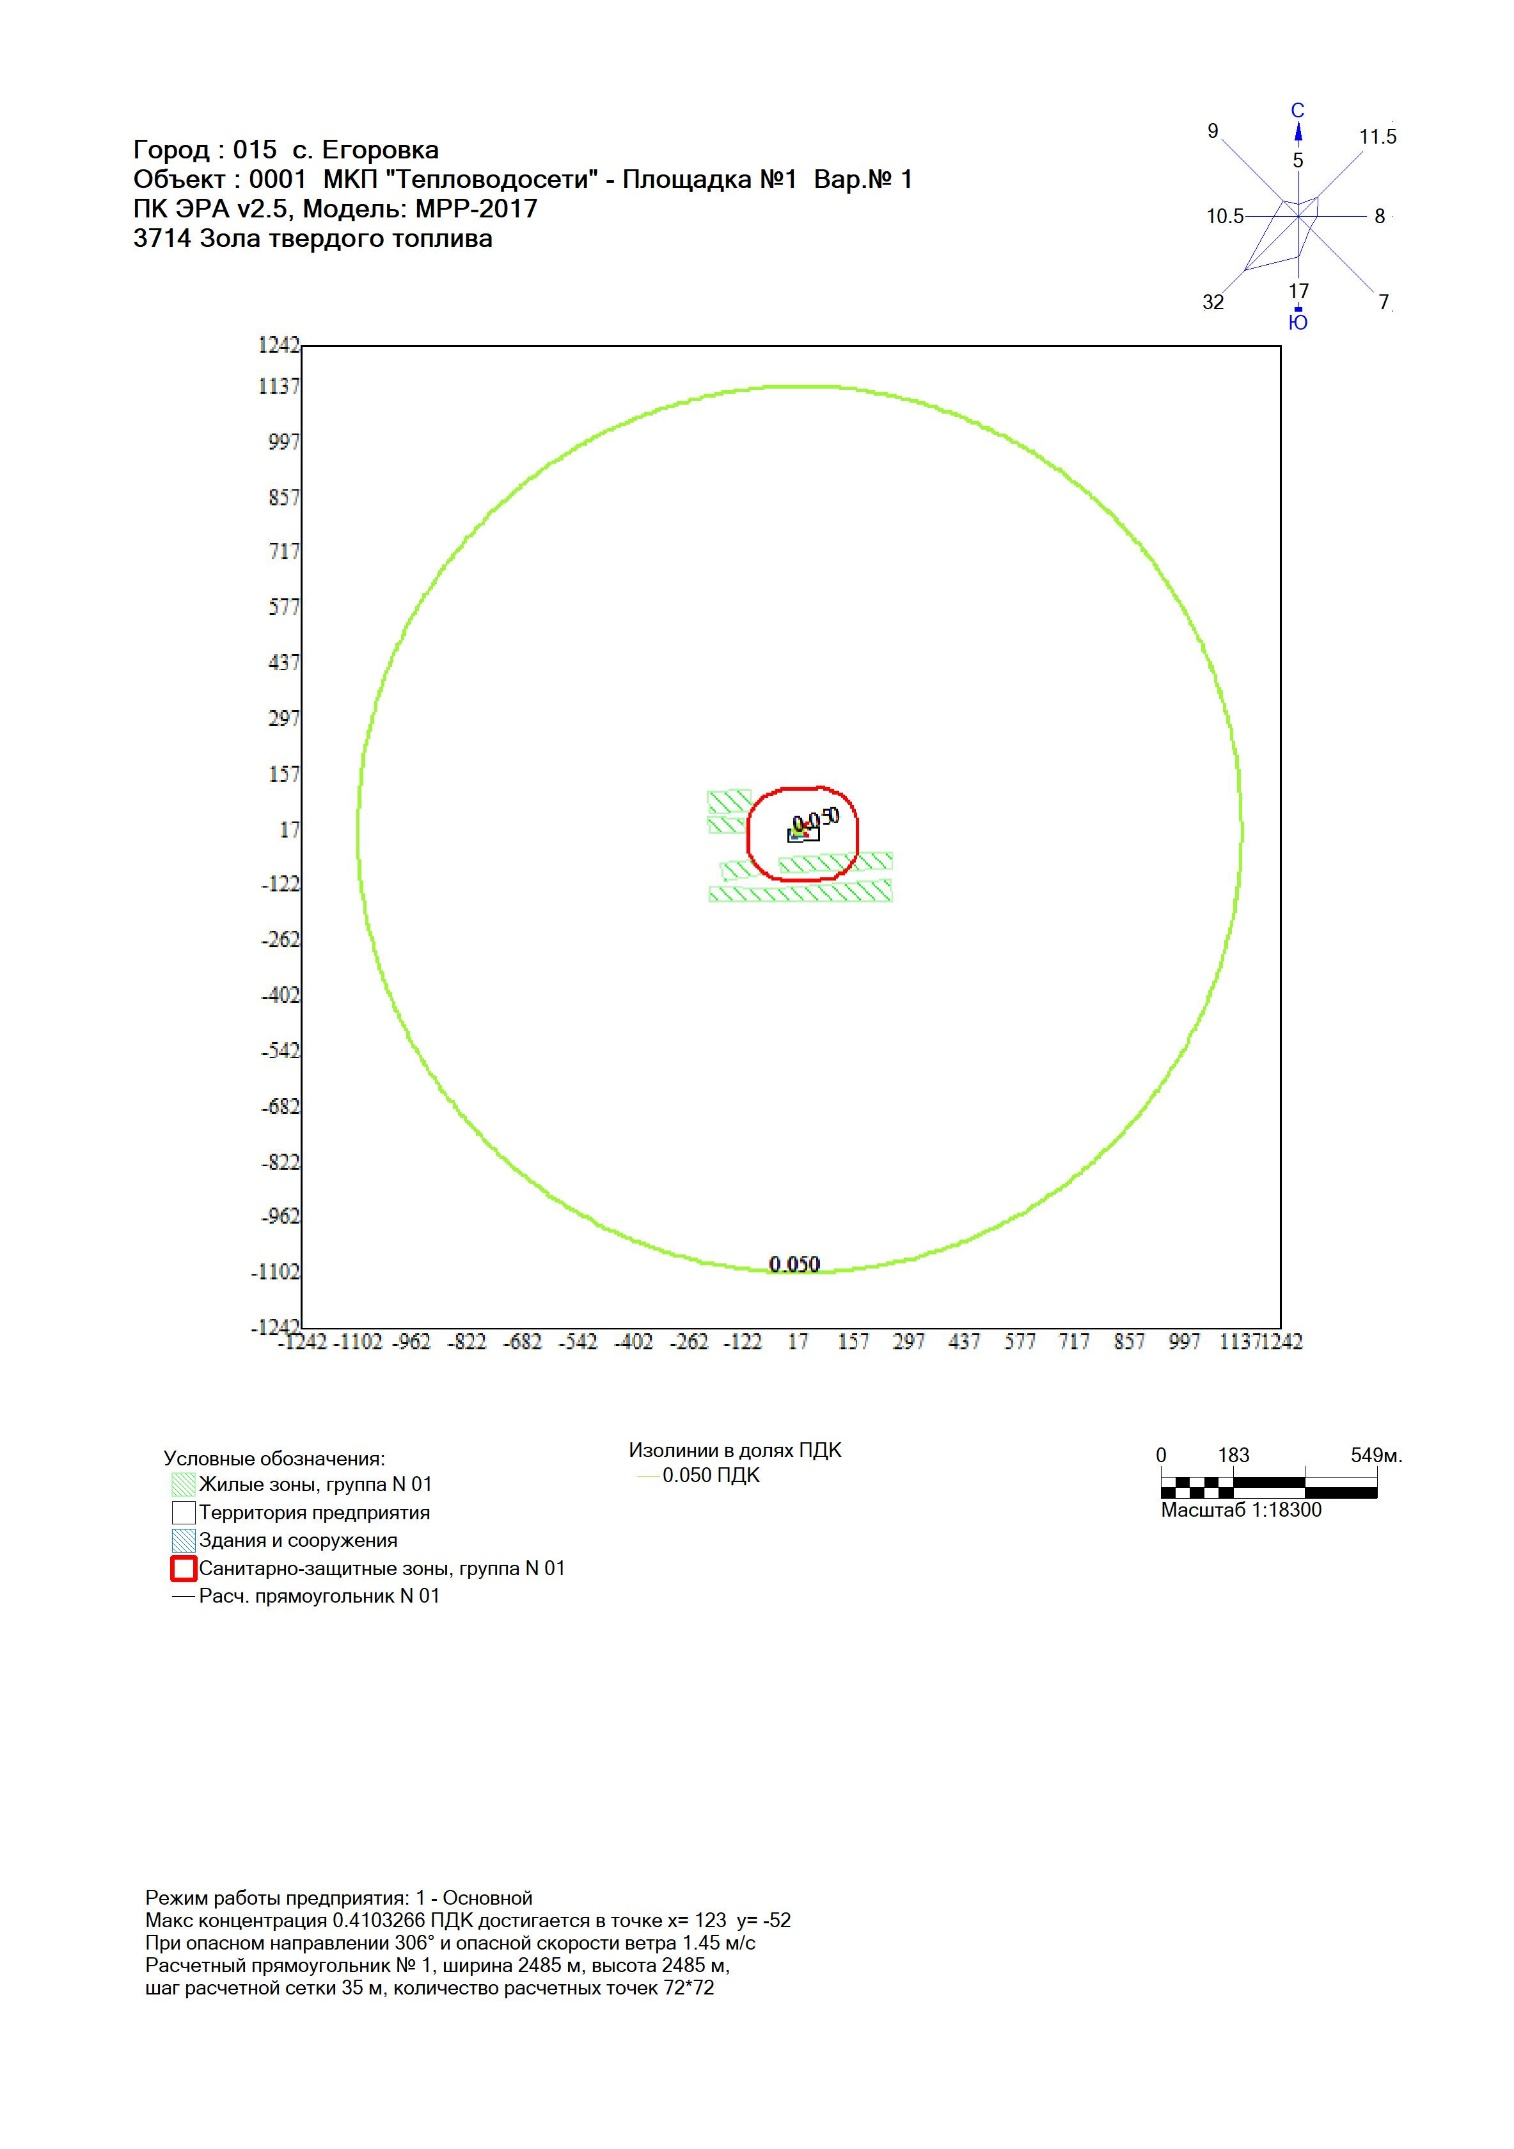 Город : 015 с. Егоровка
Объект : 0001 МКП "Тепловодосети" - Площадка №1 Вар.№ 1
ПК ЭРА v2.5, Модель: МРР-2017
3714 Зола твердого топлива
С
9
11.5
5
10.5
8
32
17
7
Ю
1242
1137
997
857
717
577
437
297
157
17
-122
-262
-402
-542
-682
-822
-962
-1102
-1242
0.050
0.050
-1242 -1102 -962 -822 -682 -542 -402 -262 -122 17 157 297 437 577 717 857 997 1137 1242
Условные обозначения:
Жилые зоны, группа N 01
Территория предприятия
Здания и сооружения
Санитарно-защитные зоны, группа N 01
Расч. прямоугольник N 01
Изолинии в долях ПДК
0.050 ПДК
0 183 549м.
Масштаб 1:18300
Режим работы предприятия: 1 - Основной
Макс концентрация 0.4103266 ПДК достигается в точке x= 123 y= -52
При опасном направлении 306° и опасной скорости ветра 1.45 м/с
Расчетный прямоугольник № 1, ширина 2485 м, высота 2485 м,
шаг расчетной сетки 35 м, количество расчетных точек 72*72